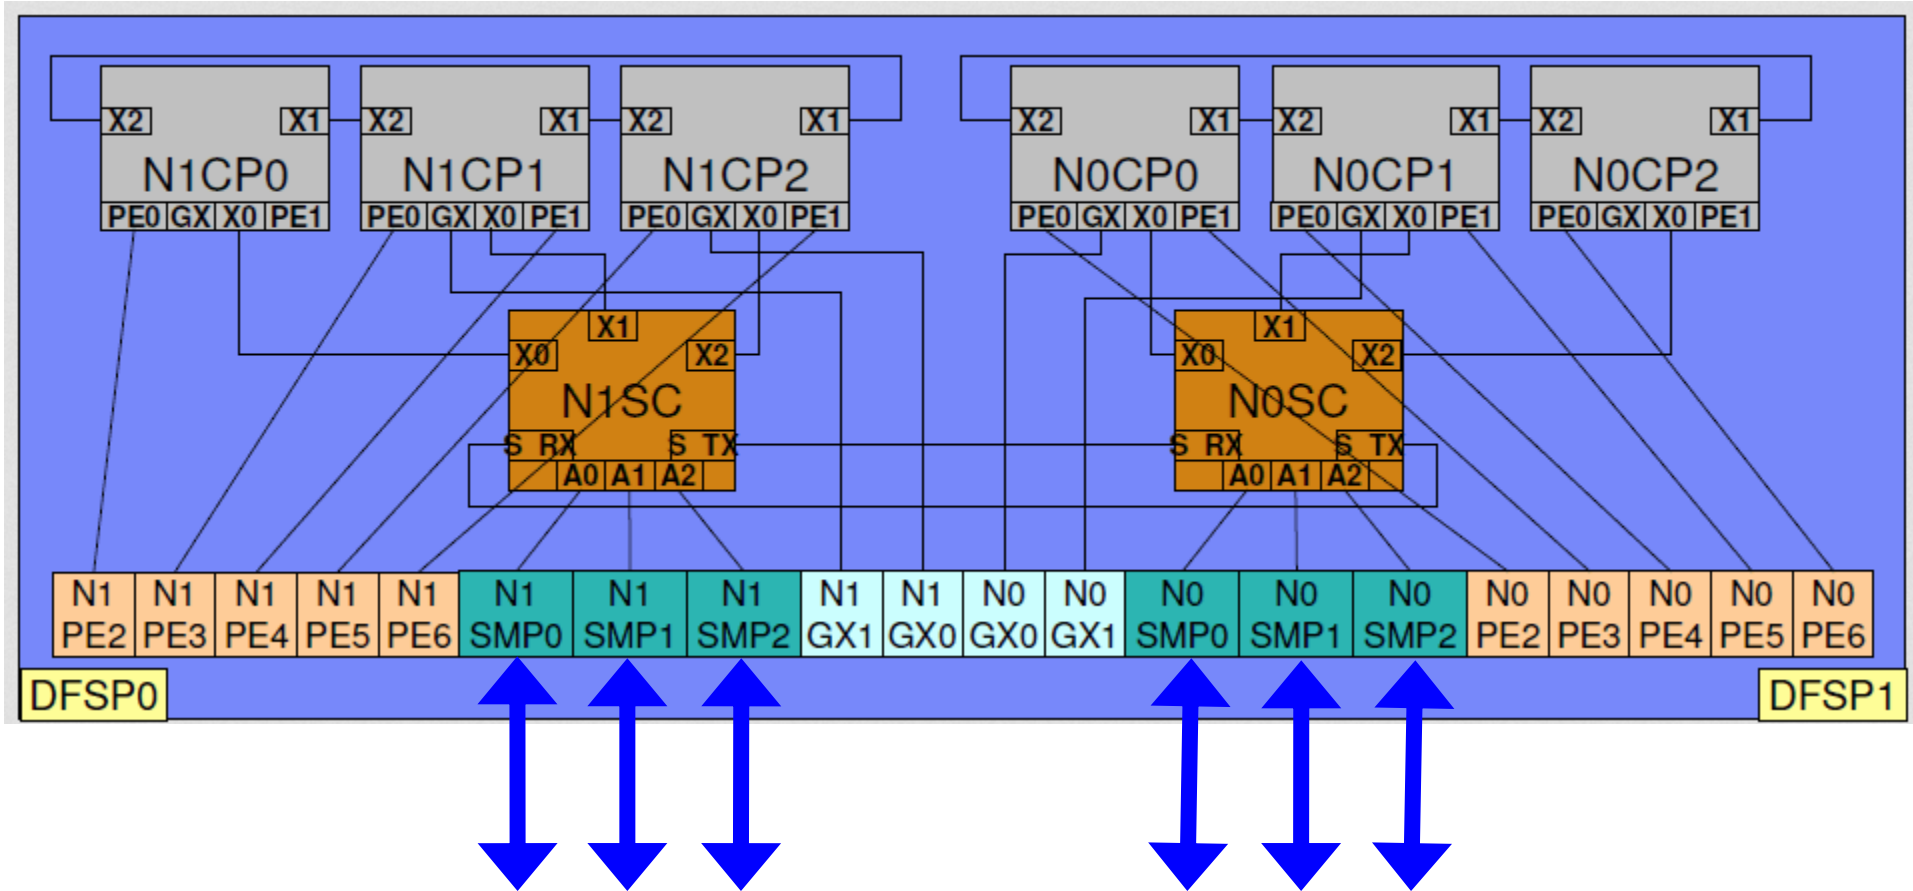 X2 X1 X2 X1 X2 X1 X2 X1 X2 X1 X2 X1
N1CP0 N1CP1 N1CP2 N0CP0 N0CP1 N0CP2
PE0 GX X0 PE1 PE0 GX X0 PE1 PE0 GX X0 PE1 PE0 GX X0 PE1 PE0 GX X0 PE1 PE0 GX X0 PE1
X1 X1
X0 X2 X0 X2
N1SC N0SC
S RX S TX S RX S TX
A0 A1 A2 A0 A1 A2
N1 N1 N1 N1 N1 N1 N1 N1 N1 N1 N0 N0 N0 N0 N0 N0 N0 N0 N0 N0
PE2 PE3 PE4 PE5 PE6 SMP0 SMP1 SMP2 GX1 GX0 GX0 GX1 SMP0 SMP1 SMP2 PE2 PE3 PE4 PE5 PE6
DFSP0 DFSP1